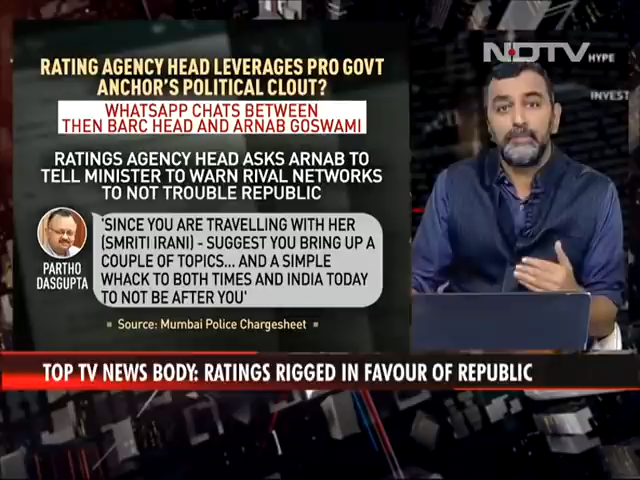 RATING AGENCY HEAD LEVERAGES PRO GOVT
ANCHOR'S POLITICAL CLOUT?
WHATSAPP CHATS BETWEEN
THEN BARC HEAD AND ARNAB GOSWAMI
RATINGS AGENCY HEAD ASKS ARNAB TO
TELL MINISTER TO WARN RIVAL NETWORKS
TO NOT TROUBLE REPUBLIC
PARTHO
DASGUPTA
'SINCE YOU ARE TRAVELLING WITH HER
(SMRITI IRANI) - SUGGEST YOU BRING UP A
COUPLE OF TOPICS... AND A SIMPLE
WHACK TO BOTH TIMES AND INDIA TODAY
TO NOT BE AFTER YOU'
Source: Mumbai Police Chargesheet
NDTV
HYPE
INVEST
TOP TV NEWS BODY: RATINGS RIGGED IN FAVOUR OF REPUBLIC